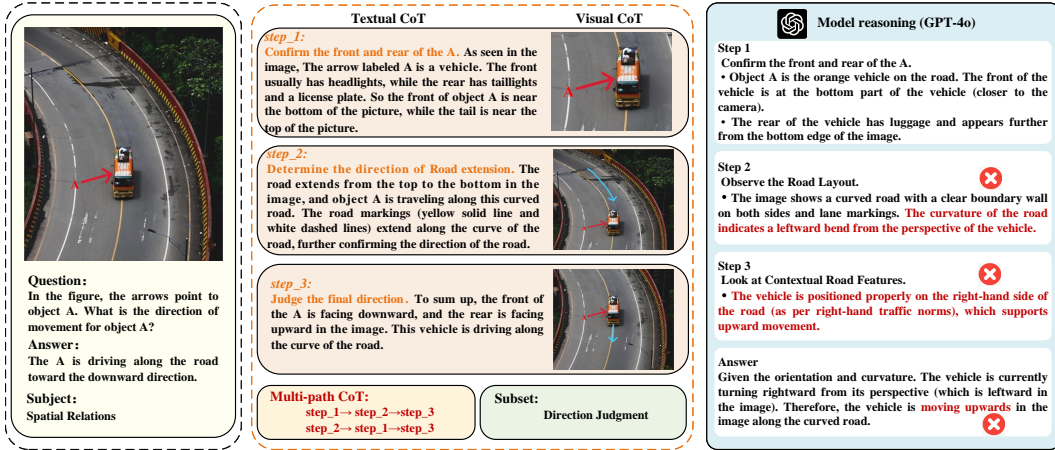 A
Question:
In the figure, the arrows point to
object A. What is the direction of
movement for object A?
Answer:
The A is driving along the road
toward the downward direction.
Subject:
Spatial Relations
Textual CoT
Visual CoT
step_1:
Confirm the front and rear of the A. As seen in the
image, The arrow labeled A is a vehicle. The front
usually has headlights, while the rear has taillights
and a license plate. So the front of object A is near
the bottom of the picture, while the tail is near the
top of the picture.
A
step_2:
Determine the direction of Road extension. The
road extends from the top to the bottom in the
image, and object A is traveling along this curved
road. The road markings (yellow solid line and
white dashed lines) extend along the curve of the
road, further confirming the direction of the road.
A
step_3:
Judge the final direction. To sum up, the front of
the A is facing downward, and the rear is facing
upward in the image. This vehicle is driving along
the curve of the road.
A
Multi-path CoT:
step_1→ step_2→step_3
step_2→ step_1→step_3
Subset:
Direction Judgment
Model reasoning (GPT-4o)
Step 1
Confirm the front and rear of the A.
• Object A is the orange vehicle on the road. The front of the
vehicle is at the bottom part of the vehicle (closer to the
camera).
• The rear of the vehicle has luggage and appears further
from the bottom edge of the image.
Step 2
Observe the Road Layout.
• The image shows a curved road with a clear boundary wall
on both sides and lane markings. The curvature of the road
indicates a leftward bend from the perspective of the vehicle.
Step 3
Look at Contextual Road Features.
• The vehicle is positioned properly on the right-hand side of
the road (as per right-hand traffic norms), which supports
upward movement.
Answer
Given the orientation and curvature. The vehicle is currently
turning rightward from its perspective (which is leftward in
the image). Therefore, the vehicle is moving upwards in the
image along the curved road.